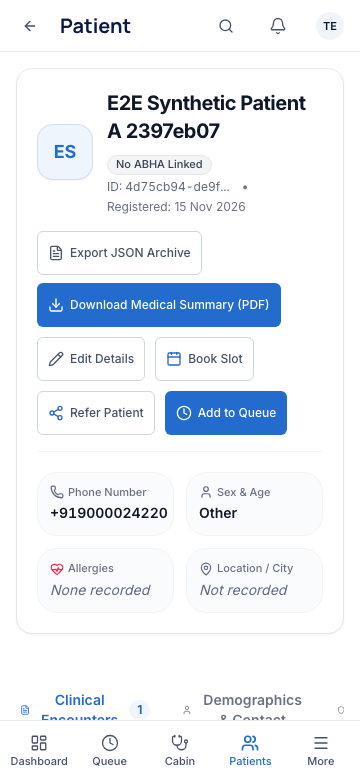 Patient
TE
E2E Synthetic Patient
A 2397eb07
ES
No ABHA Linked
ID: 4d75cb94-de9f... •
Registered: 15 Nov 2026
Export JSON Archive
Download Medical Summary (PDF)
Edit Details
Book Slot
Refer Patient
Add to Queue
Phone Number
+919000024220
Sex & Age
Other
Allergies
None recorded
Location / City
Not recorded
Clinical
Encounters
1
Demographics
& Contact
Dashboard
Queue
Cabin
Patients
More